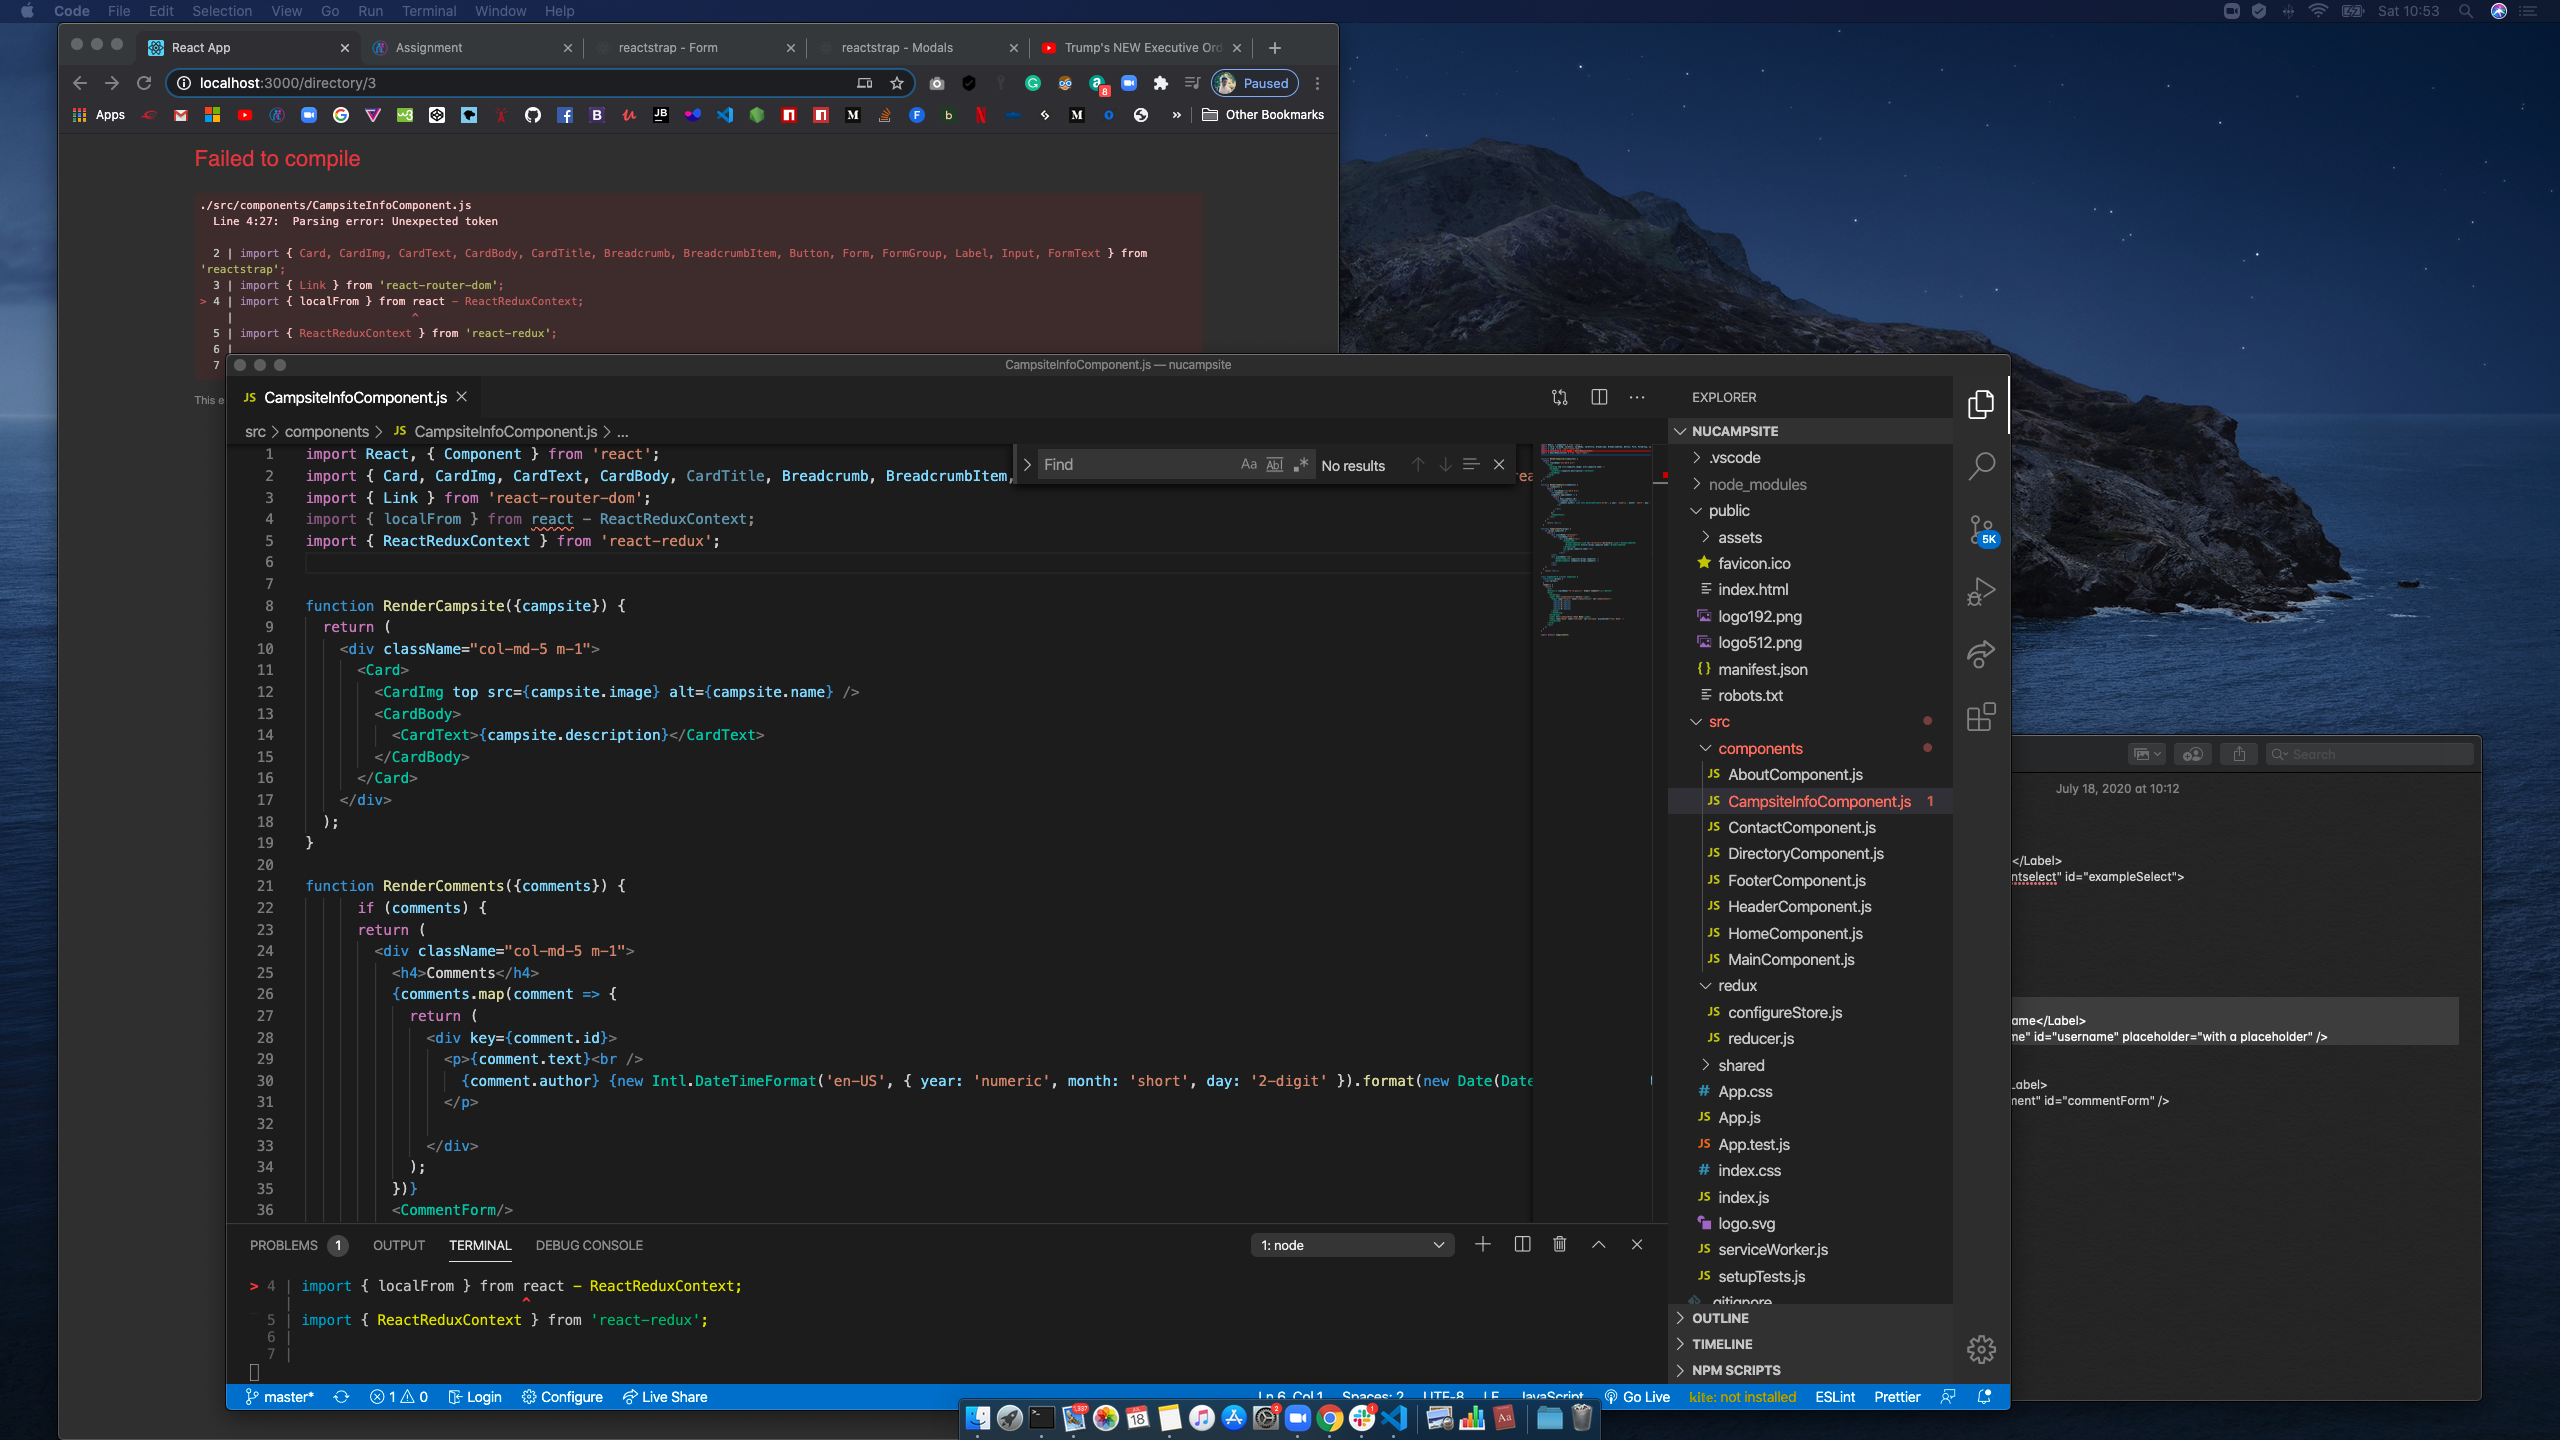 Code File Edit Selection View Go Run Terminal Window Help
Sat 10:53
React App
Assignment
reactstrap - Form
reactstrap - Modals
Trump's NEW Executive Ord
localhost:3000/directory/3
Paused
Apps
Other Bookmarks
Failed to compile
./src/components/CampsiteInfoComponent.js
Line 4:27: Parsing error: Unexpected token
2 | import { Card, CardImg, CardText, CardBody, CardTitle, Breadcrumb, BreadcrumbItem, Button, Form, FormGroup, Label, Input, FormText } from
'reactstrap';
3 | import { Link } from 'react-router-dom';
> 4 | import { localFrom } from react - ReactReduxContext;
| ^
5 | import { ReactReduxContext } from 'react-redux';
6 |
7
This e
CampsiteInfoComponent.js — nucampsite
JS CampsiteInfoComponent.js
src > components > JS CampsiteInfoComponent.js > ...
Find
Aa Abl .* No results
1 import React, { Component } from 'react';
2 import { Card, CardImg, CardText, CardBody, CardTitle, Breadcrumb, BreadcrumbItem,
3 import { Link } from 'react-router-dom';
4 import { localFrom } from react - ReactReduxContext;
5 import { ReactReduxContext } from 'react-redux';
6
7
8 function RenderCampsite({campsite}) {
9 return (
10 <div className="col-md-5 m-1">
11 <Card>
12 <CardImg top src={campsite.image} alt={campsite.name} />
13 <CardBody>
14 <CardText>{campsite.description}</CardText>
15 </CardBody>
16 </Card>
17 </div>
18 );
19 }
20
21 function RenderComments({comments}) {
22 if (comments) {
23 return (
24 <div className="col-md-5 m-1">
25 <h4>Comments</h4>
26 {comments.map(comment => {
27 return (
28 <div key={comment.id}>
29 <p>{comment.text}<br />
30 {comment.author} {new Intl.DateTimeFormat('en-US', { year: 'numeric', month: 'short', day: '2-digit' }).format(new Date(Date
31 </p>
32
33 </div>
34 );
35 })}
36 <CommentForm/>
EXPLORER
NUCAMPSITE
.vscode
node_modules
public
assets
favicon.ico
index.html
logo192.png
logo512.png
manifest.json
robots.txt
src
components
JS AboutComponent.js
JS CampsiteInfoComponent.js 1
JS ContactComponent.js
JS DirectoryComponent.js
JS FooterComponent.js
JS HeaderComponent.js
JS HomeComponent.js
JS MainComponent.js
redux
JS configureStore.js
JS reducer.js
shared
# App.css
JS App.js
JS App.test.js
# index.css
JS index.js
logo.svg
JS serviceWorker.js
JS setupTests.js
.gitignore
OUTLINE
TIMELINE
NPM SCRIPTS
5K
PROBLEMS 1 OUTPUT TERMINAL DEBUG CONSOLE
1: node
> 4 | import { localFrom } from react - ReactReduxContext;
| ^
5 | import { ReactReduxContext } from 'react-redux';
6 |
7 |
master* 1 0 Login Configure Live Share
Ln 6, Col 1 Spaces: 2 UTF-8 LF JavaScript Go Live kite: not installed ESLint Prettier
Search
July 18, 2020 at 10:12
</Label>
ntselect" id="exampleSelect">
ame</Label>
ne" id="username" placeholder="with a placeholder" />
Label>
nent" id="commentForm" />